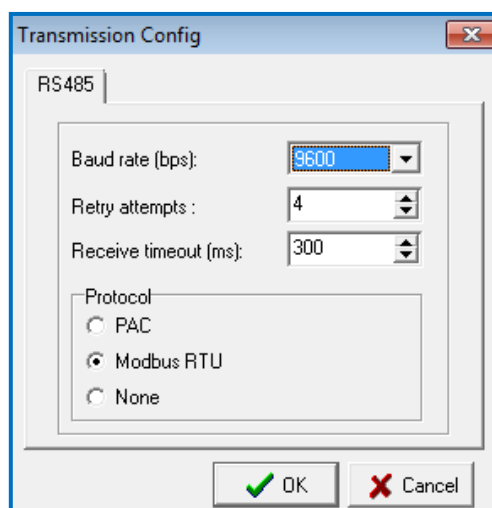 Transmission Config
RS485
Baud rate (bps): 9600
Retry attempts : 4
Receive timeout (ms): 300
Protocol
PAC
Modbus RTU
None
OK Cancel